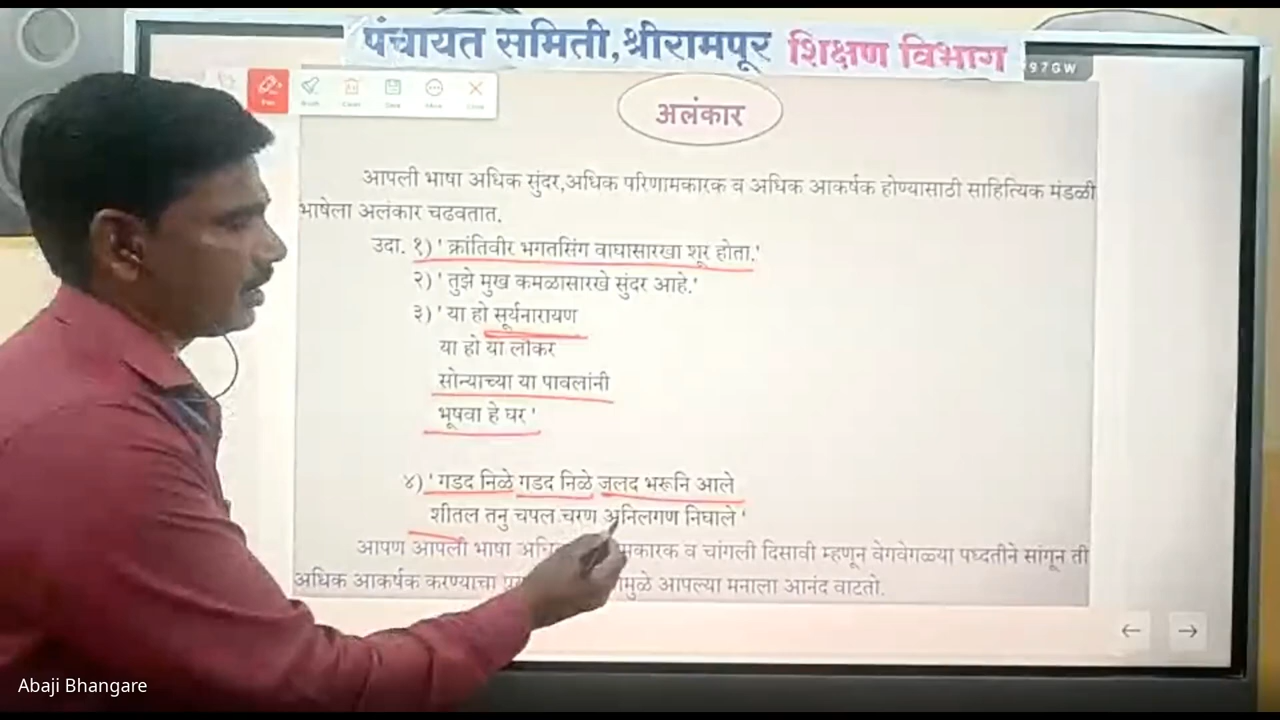 पंचायत समिती,श्रीरामपूर शिक्षण विभाग
97GW
अलंकार
आपली भाषा अधिक सुंदर,अधिक परिणामकारक व अधिक आकर्षक होण्यासाठी साहित्यिक मंडळी
भाषेला अलंकार चढवतात.
उदा. १) ' क्रांतिवीर भगतसिंग वाघासारखा शूर होता.'
२) ' तुझे मुख कमळासारखे सुंदर आहे.'
३) ' या हो सूर्यनारायण
या हो या लौकर
सोन्याच्या या पावलांनी
भूषवा हे घर '
४) ' गडद निळे गडद निळे जलद भरूनि आले
शीतल तनु चपल चरण अनिलगण निघाले '
आपण आपली भाषा व चांगली दिसावी म्हणून वेगवेगळ्या पध्दतीने सांगून ती
अधिक आकर्षक करण्याचा आपल्या मनाला आनंद वाटतो.
Abaji Bhangare